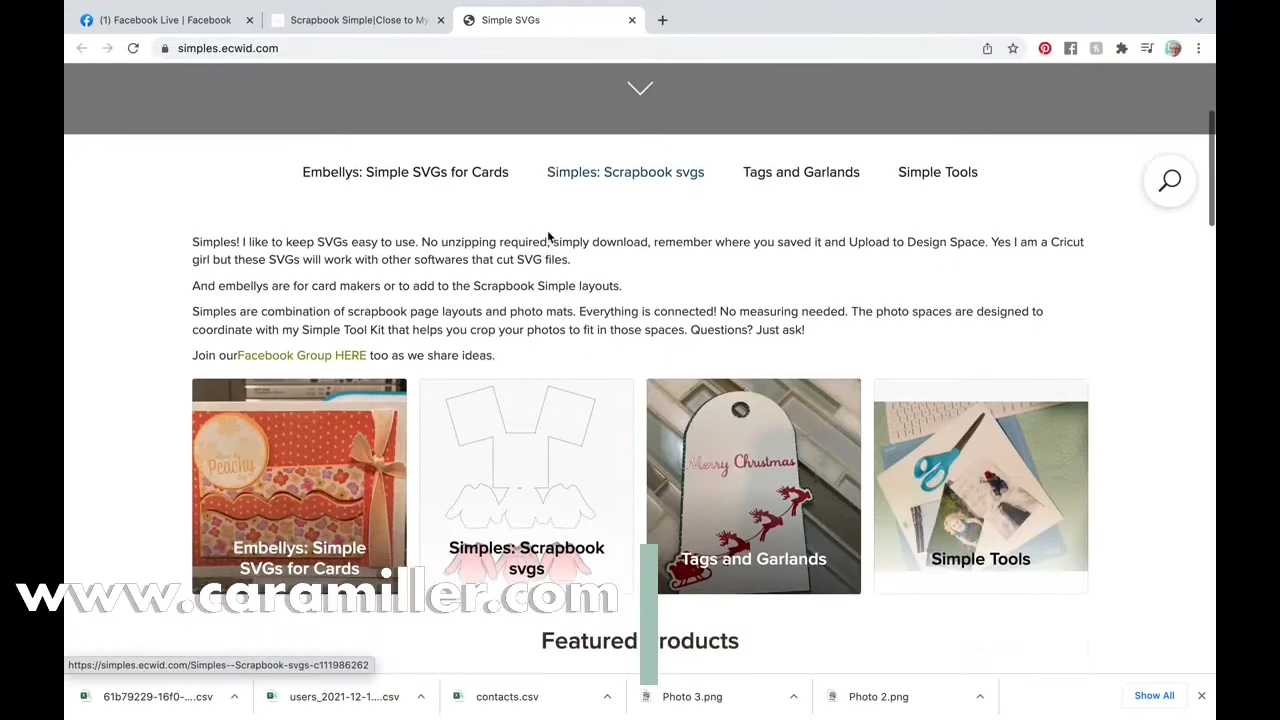 (1) Facebook Live | Facebook
Scrapbook Simple|Close to My
Simple SVGs
simples.ecwid.com
Embellys: Simple SVGs for Cards
Simples: Scrapbook svgs
Tags and Garlands
Simple Tools
Simples! I like to keep SVGs easy to use. No unzipping required, simply download, remember where you saved it and Upload to Design Space. Yes I am a Cricut
girl but these SVGs will work with other softwares that cut SVG files.
And embellys are for card makers or to add to the Scrapbook Simple layouts.
Simples are combination of scrapbook page layouts and photo mats. Everything is connected! No measuring needed. The photo spaces are designed to
coordinate with my Simple Tool Kit that helps you crop your photos to fit in those spaces. Questions? Just ask!
Join ourFacebook Group HERE too as we share ideas.
Peachy
Embellys: Simple
SVGs for Cards
Simples: Scrapbook
svgs
Merry Christmas
Tags and Garlands
Simple Tools
www.caramiller.com
Featured roducts
https://simples.ecwid.com/Simples--Scrapbook-svgs-c111986262
61b79229-16f0-....csv
users_2021-12-1....csv
contacts.csv
Photo 3.png
Photo 2.png
Show All